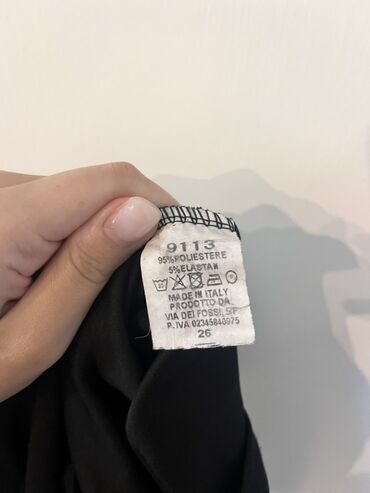 9113
95%POLIESTERE
5%ELASTAN
MADE IN ITALY
PRODOTTO DA
VIA DEI FOSSI, 5/F
P.IVA 02345840975
26